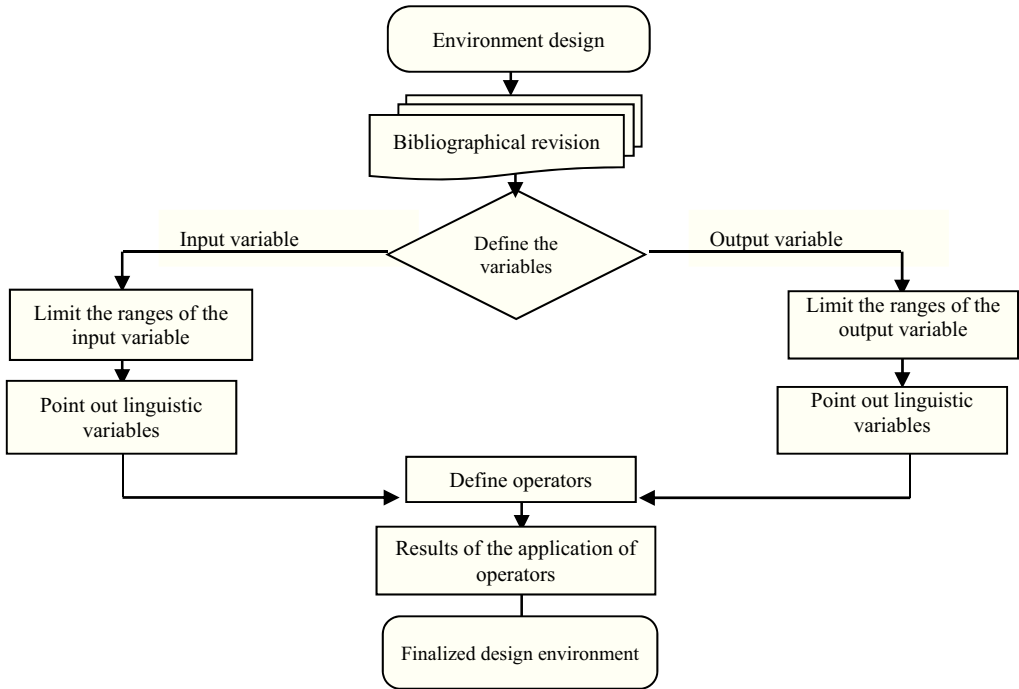 Environment design
Bibliographical revision
Define the
variables
Input variable
Output variable
Limit the ranges of the
input variable
Limit the ranges of the
output variable
Point out linguistic
variables
Point out linguistic
variables
Define operators
Results of the application of
operators
Finalized design environment